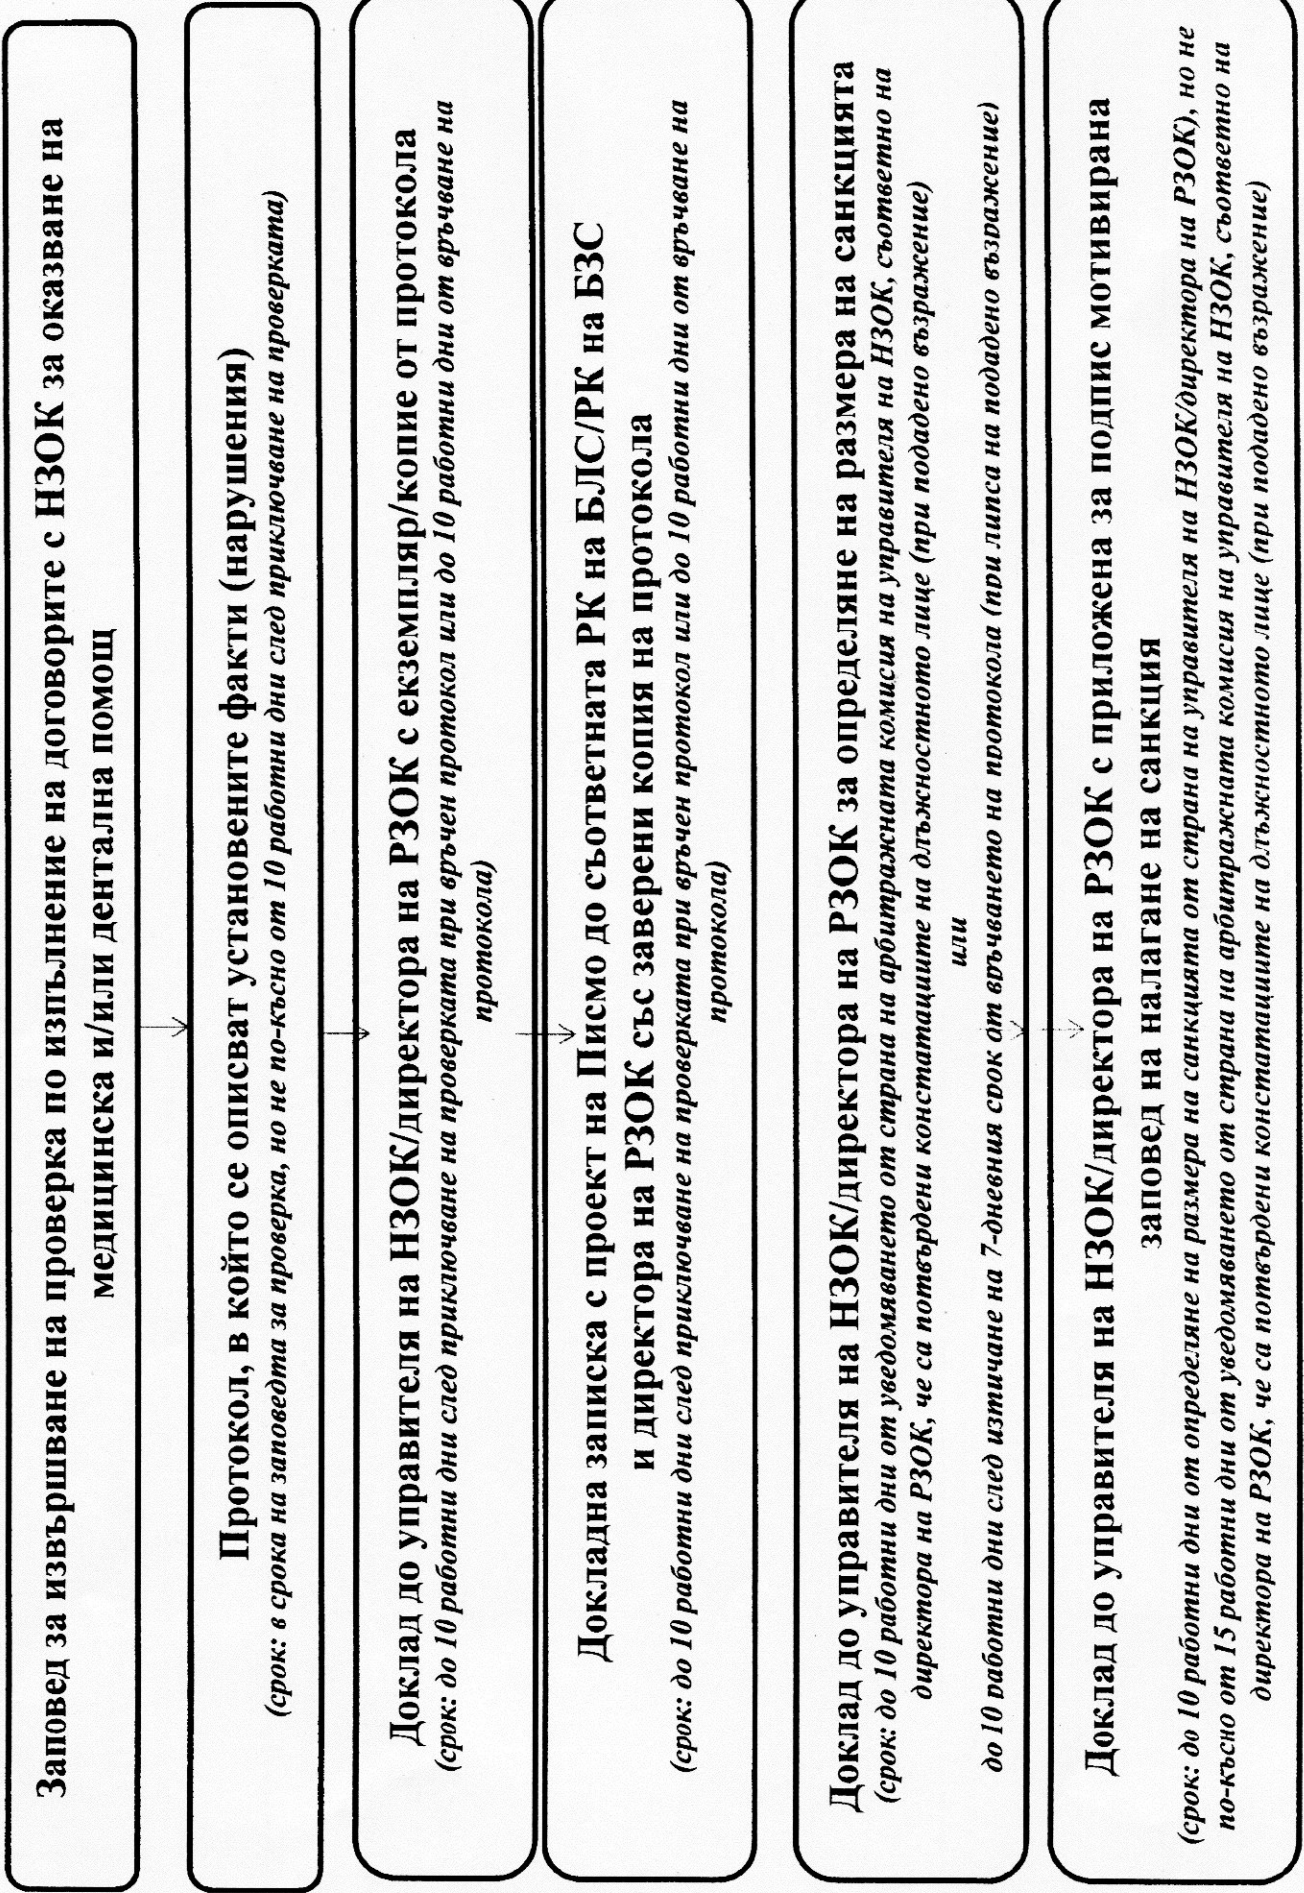 Заповед за извършване на проверка по изпълнение на договорите с НЗОК за оказване на
медицинска и/или дентална помощ
Протокол, в който се описват установените факти (нарушения)
(срок: в срока на заповедта за проверка, но не по-късно от 10 работни дни след приключване на проверката)
Доклад до управителя на НЗОК/директора на РЗОК с екземпляр/копие от протокола
(срок: до 10 работни дни след приключване на проверката при връчен протокол или до 10 работни дни от връчване на
протокола)
Докладна записка с проект на Писмо до съответната РК на БЛС/РК на БЗС
и директора на РЗОК със заверени копия на протокола
(срок: до 10 работни дни след приключване на проверката при връчен протокол или до 10 работни дни от връчване на
протокола)
Доклад до управителя на НЗОК/директора на РЗОК за определяне на размера на санкцията
(срок: до 10 работни дни от уведомяването от страна на арбитражната комисия на управителя на НЗОК, съответно на
директора на РЗОК, че са потвърдени констатациите на длъжностното лице (при подадено възражение)
или
до 10 работни дни след изтичане на 7-дневния срок от връчването на протокола (при липса на подадено възражение)
Доклад до управителя на НЗОК/директора на РЗОК с приложена за подпис мотивирана
заповед на налагане на санкция
(срок: до 10 работни дни от определяне на размера на санкцията от страна на управителя на НЗОК/директора на РЗОК), но не
по-късно от 15 работни дни от уведомяването от страна на арбитражната комисия на управителя на НЗОК, съответно на
директора на РЗОК, че са потвърдени констатациите на длъжностното лице (при подадено възражение)